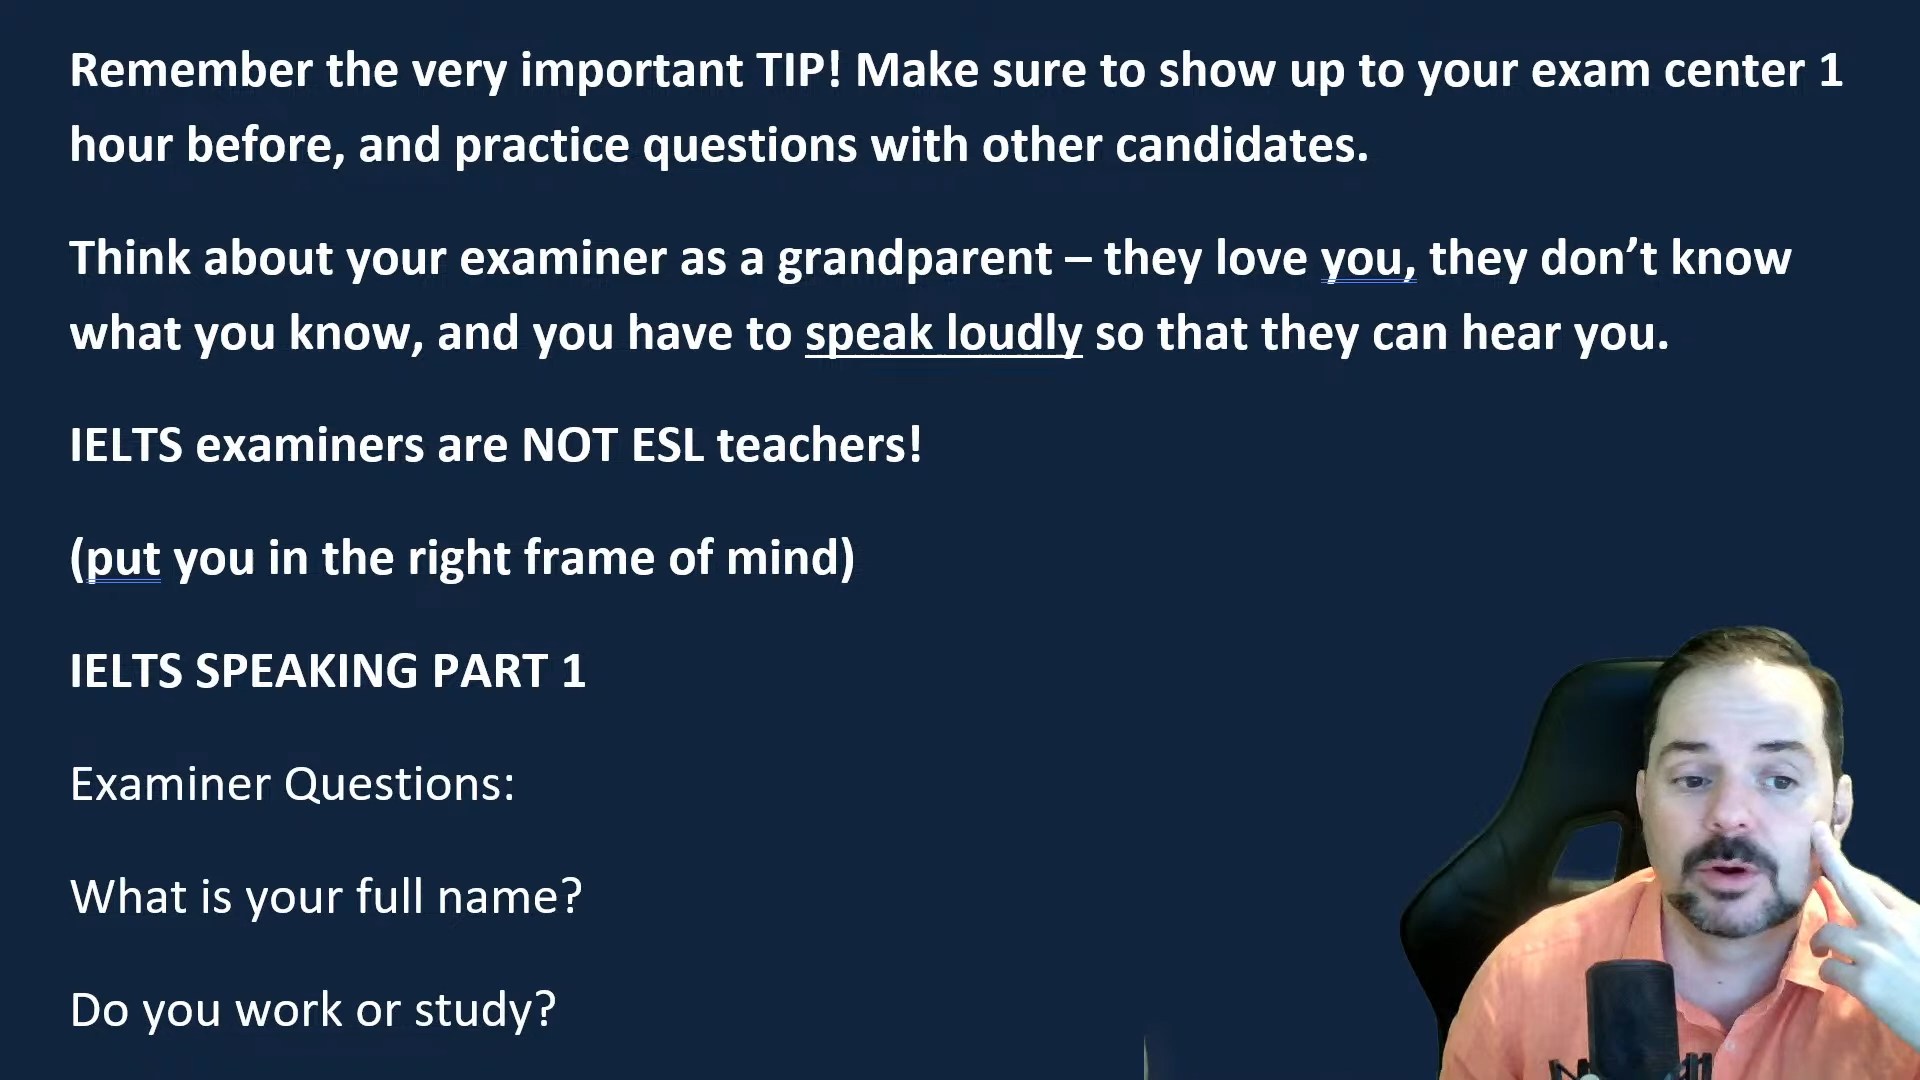 Remember the very important TIP! Make sure to show up to your exam center 1
hour before, and practice questions with other candidates.
Think about your examiner as a grandparent – they love you, they don’t know
what you know, and you have to speak loudly so that they can hear you.
IELTS examiners are NOT ESL teachers!
(put you in the right frame of mind)
IELTS SPEAKING PART 1
Examiner Questions:
What is your full name?
Do you work or study?